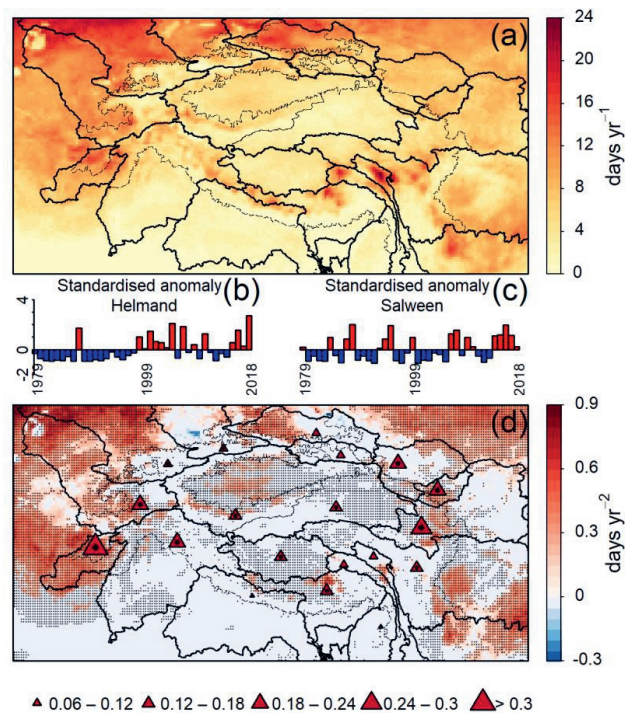 (a)
24
20
16
12
8
4
0
days yr⁻¹
Standardised anomaly
Helmand
(b)
4
0
-2
1979
1999
2018
Standardised anomaly
Salween
(c)
1979
1999
2018
(d)
0.9
0.6
0.3
0
-0.3
days yr⁻²
0.06 – 0.12
0.12 – 0.18
0.18 – 0.24
0.24 – 0.3
> 0.3